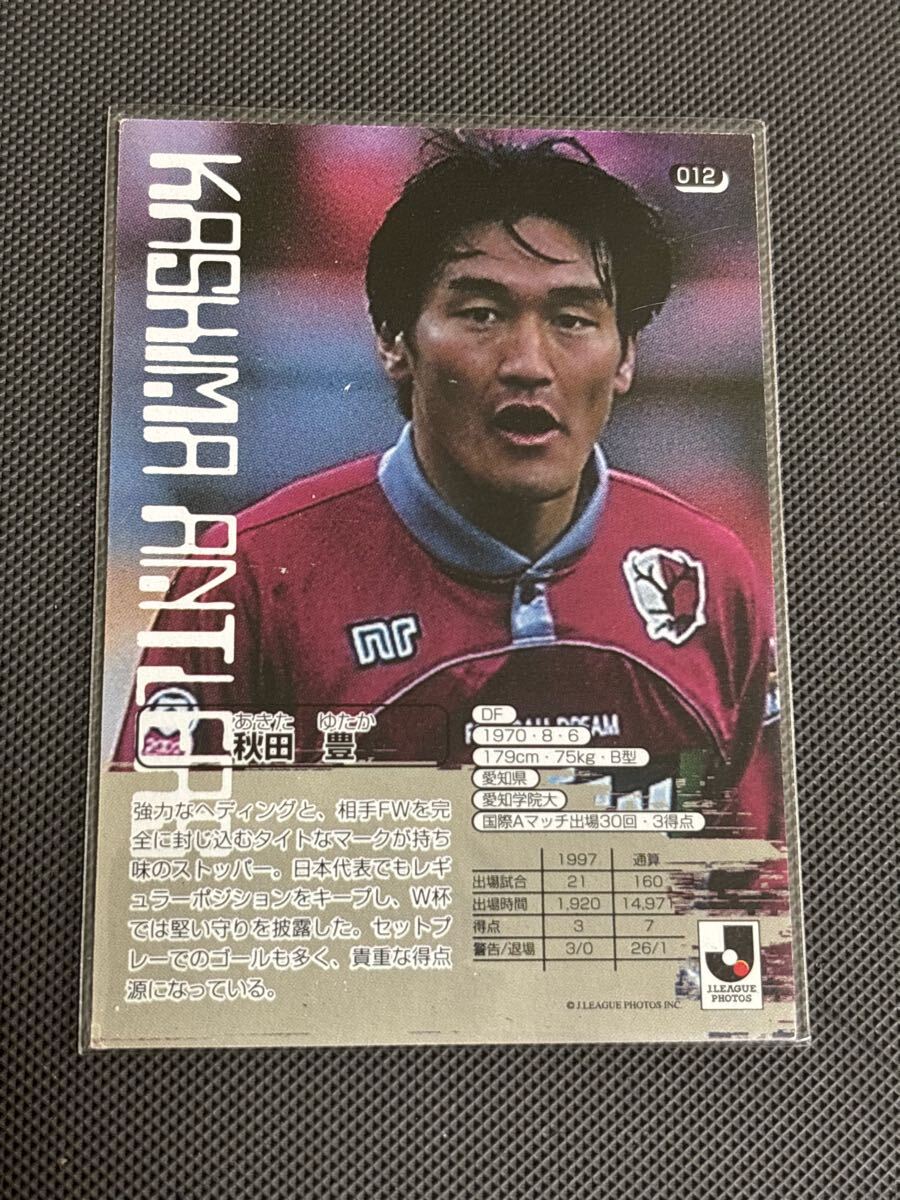 012
KASHIMA ANTLERS
nr
DREAM
あきた ゆたか
秋田 豊
DF
1970・8・6
179cm・75kg・B型
愛知県
愛知学院大
国際Aマッチ出場30回・3得点
強力なヘディングと、相手FWを完
全に封じ込むタイトなマークが持ち
味のストッパー。日本代表でもレギ
ュラーポジションをキープし、W杯
では堅い守りを披露した。セットプ
レーでのゴールも多く、貴重な得点
源になっている。
1997 通算
出場試合 21 160
出場時間 1,920 14,971
得点 3 7
警告/退場 3/0 26/1
J.LEAGUE
PHOTOS
© J.LEAGUE PHOTOS INC.